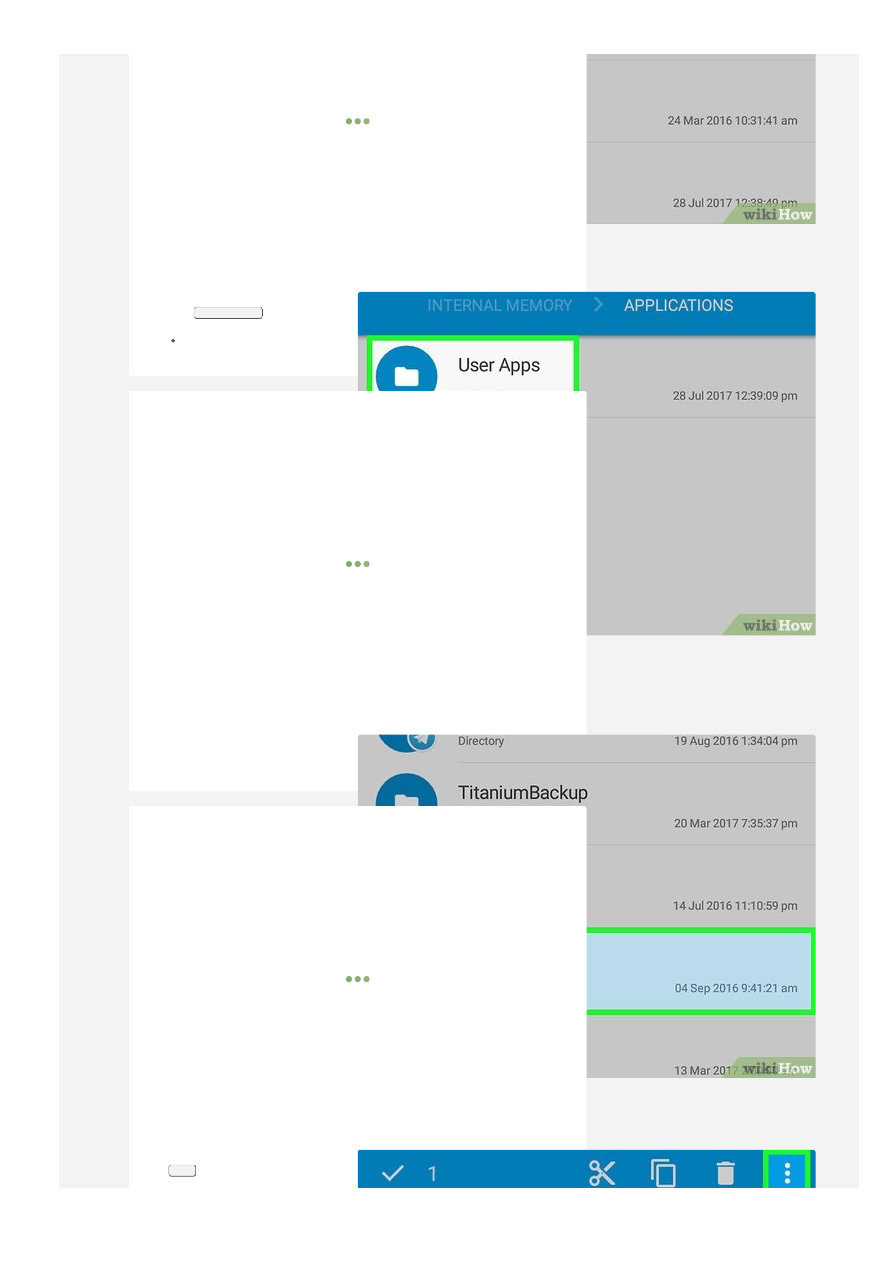 24 Mar 2016 10:31:41 am
28 Jul 2017 12:38:49 pm
wikiHow
INTERNAL MEMORY > APPLICATIONS
User Apps
28 Jul 2017 12:39:09 pm
wikiHow
Directory 19 Aug 2016 1:34:04 pm
TitaniumBackup
20 Mar 2017 7:35:37 pm
14 Jul 2016 11:10:59 pm
04 Sep 2016 9:41:21 am
13 Mar 2017
wikiHow
1